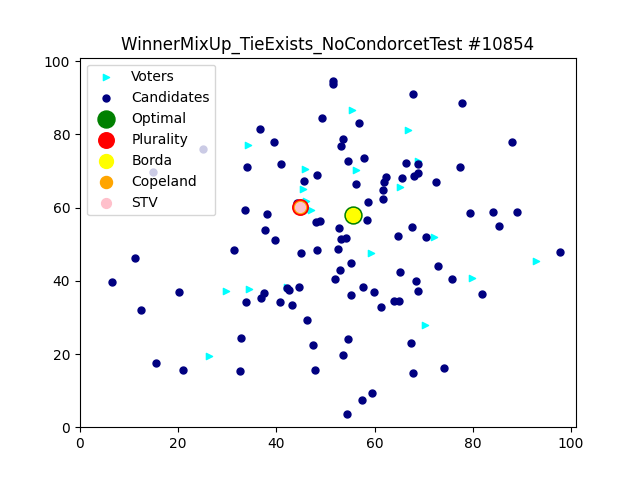 WinnerMixUp_TieExists_NoCondorcetTest #10854
100
80
60
40
20
0
Voters
Candidates
Optimal
Plurality
Borda
Copeland
STV
0 20 40 60 80 100